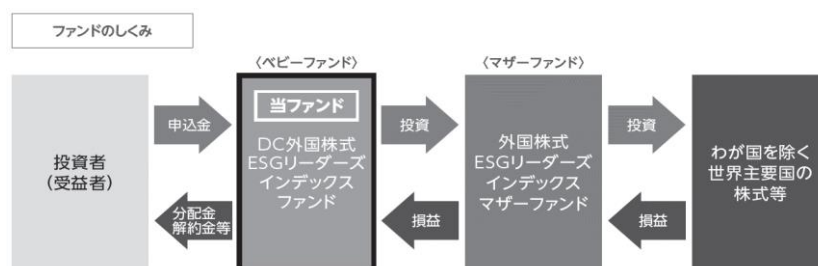 ファンドのしくみ
〈ベビーファンド〉
〈マザーファンド〉
投資者
(受益者)
申込金
分配金
解約金等
当ファンド
DC外国株式
ESGリーダーズ
インデックス
ファンド
投資
損益
外国株式
ESGリーダーズ
インデックス
マザーファンド
投資
損益
わが国を除く
世界主要国の
株式等